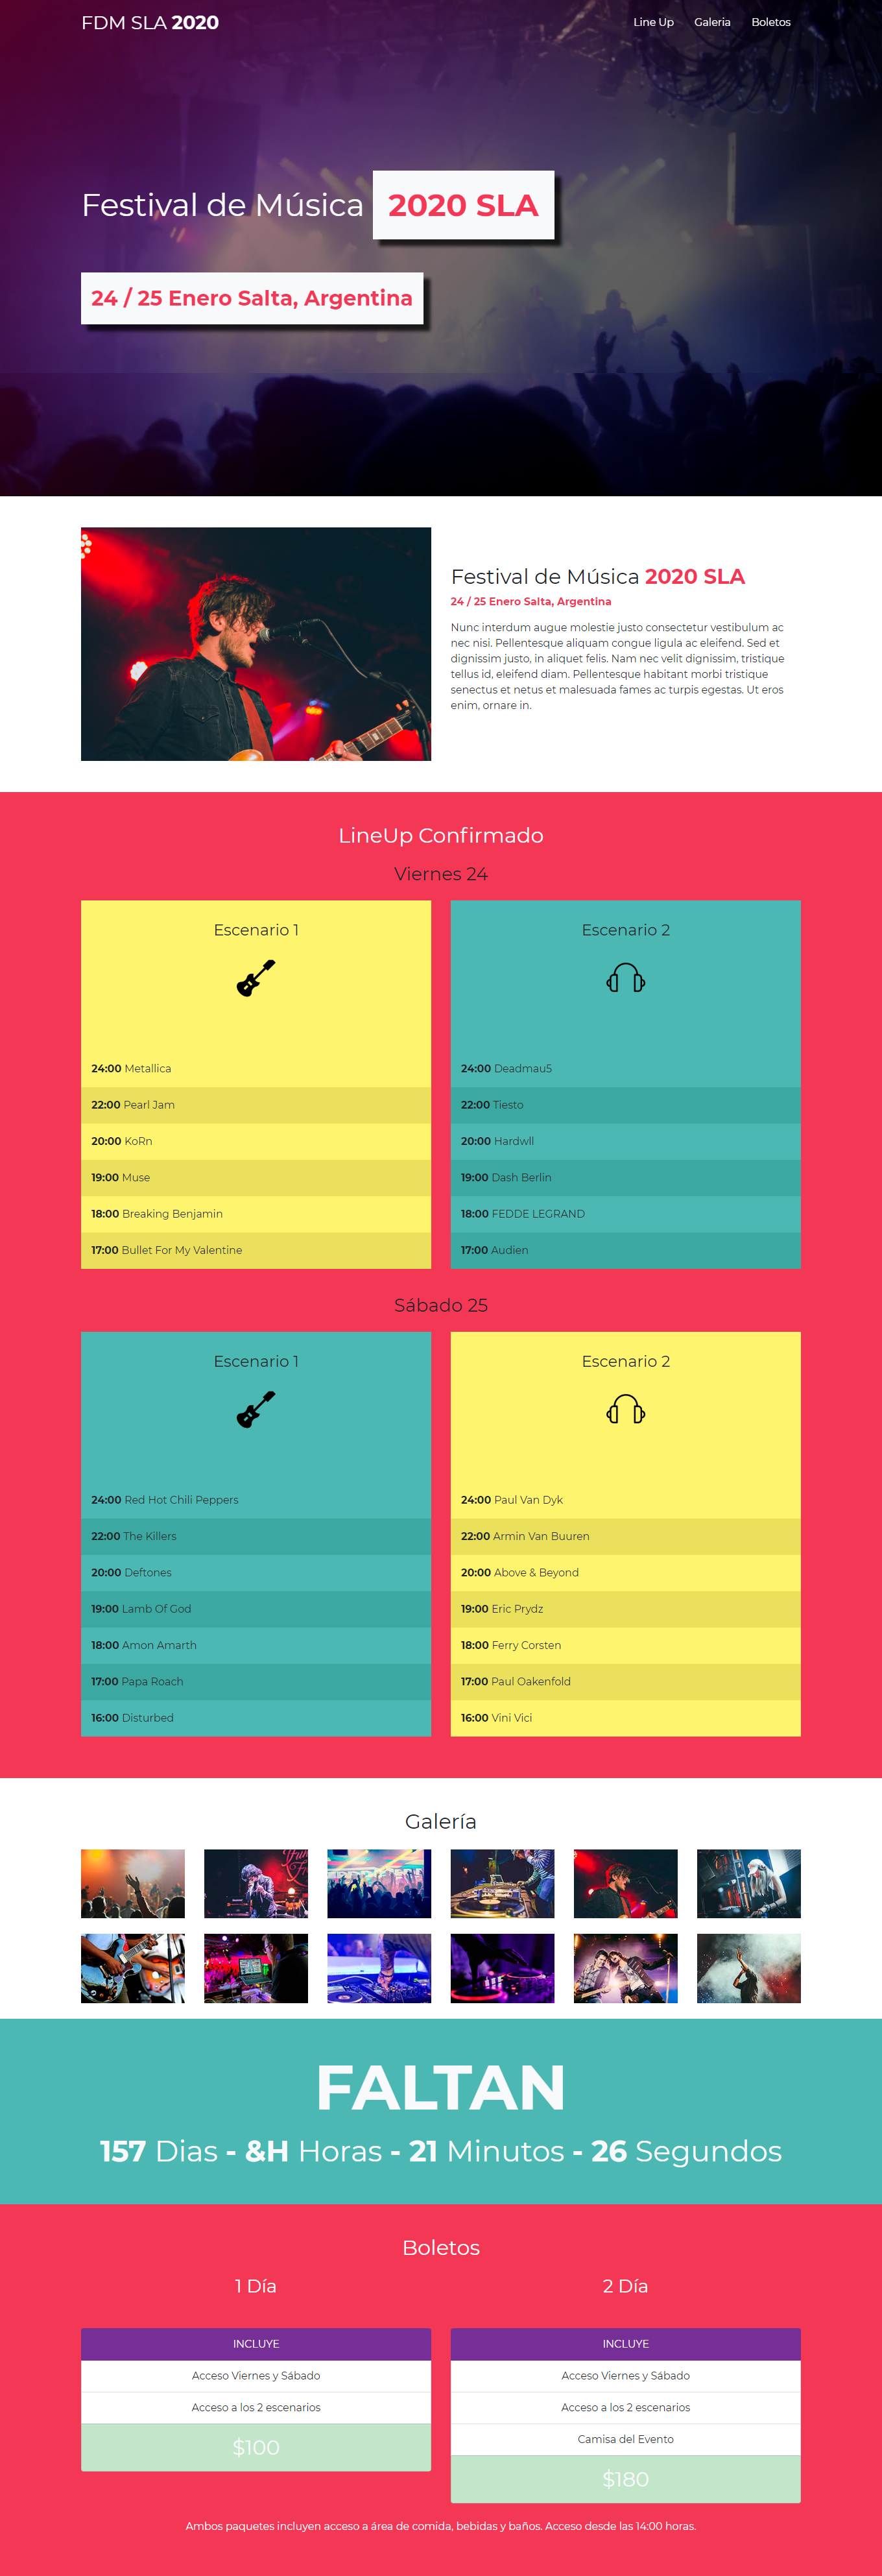 FDM SLA 2020
Line Up Galeria Boletos
Festival de Música 2020 SLA
24 / 25 Enero Salta, Argentina
Festival de Música 2020 SLA
24 / 25 Enero Salta, Argentina
Nunc interdum augue molestie justo consectetur vestibulum ac
nec nisi. Pellentesque aliquam congue ligula ac eleifend. Sed et
dignissim justo, in aliquet felis. Nam nec velit dignissim, tristique
tellus id, eleifend diam. Pellentesque habitant morbi tristique
senectus et netus et malesuada fames ac turpis egestas. Ut eros
enim, ornare in.
LineUp Confirmado
Viernes 24
Escenario 1
24:00 Metallica
22:00 Pearl Jam
20:00 KoRn
19:00 Muse
18:00 Breaking Benjamin
17:00 Bullet For My Valentine
Escenario 2
24:00 Deadmau5
22:00 Tiesto
20:00 Hardwll
19:00 Dash Berlin
18:00 FEDDE LEGRAND
17:00 Audien
Sábado 25
Escenario 1
24:00 Red Hot Chili Peppers
22:00 The Killers
20:00 Deftones
19:00 Lamb Of God
18:00 Amon Amarth
17:00 Papa Roach
16:00 Disturbed
Escenario 2
24:00 Paul Van Dyk
22:00 Armin Van Buuren
20:00 Above & Beyond
19:00 Eric Prydz
18:00 Ferry Corsten
17:00 Paul Oakenfold
16:00 Vini Vici
Galería
FALTAN
157 Dias - &H Horas - 21 Minutos - 26 Segundos
Boletos
1 Día
INCLUYE
Acceso Viernes y Sábado
Acceso a los 2 escenarios
$100
2 Día
INCLUYE
Acceso Viernes y Sábado
Acceso a los 2 escenarios
Camisa del Evento
$180
Ambos paquetes incluyen acceso a área de comida, bebidas y baños. Acceso desde las 14:00 horas.